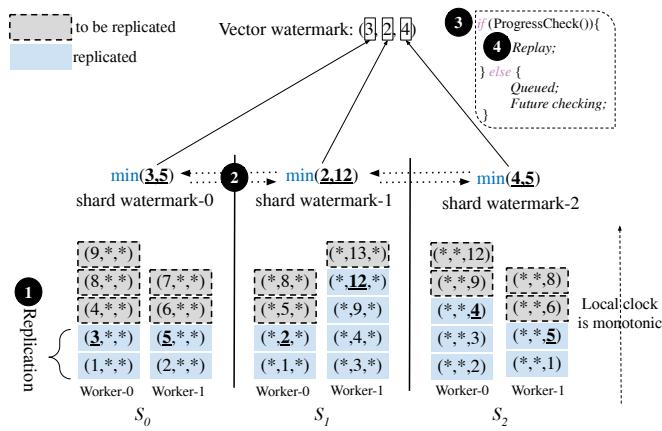 to be replicated
replicated
Vector watermark: (3, 2, 4)
3
if (ProgressCheck()){
4 Replay;
} else {
Queued;
Future checking;
}
min(3,5)
shard watermark-0
2
min(2,12)
shard watermark-1
min(4,5)
shard watermark-2
1
Replication
(9,*,*)
(8,*,*)
(4,*,*)
(3,*,*)
(1,*,*)
Worker-0
(7,*,*)
(6,*,*)
(5,*,*)
(2,*,*)
Worker-1
S0
(*,8,*)
(*,5,*)
(*,2,*)
(*,1,*)
Worker-0
(*,13,*)
(*,12,*)
(*,9,*)
(*,4,*)
(*,3,*)
Worker-1
S1
(*,*,12)
(*,*,9)
(*,*,4)
(*,*,3)
(*,*,2)
Worker-0
(*,*,8)
(*,*,6)
(*,*,5)
(*,*,1)
Worker-1
S2
Local clock
is monotonic